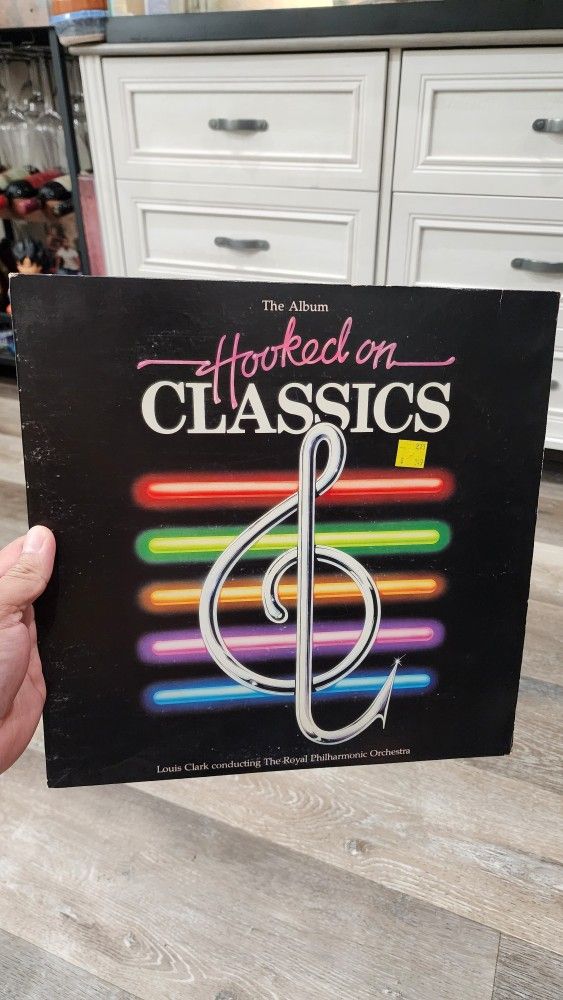 The Album
Hooked on
CLASSICS
Louis Clark conducting The Royal Philharmonic Orchestra